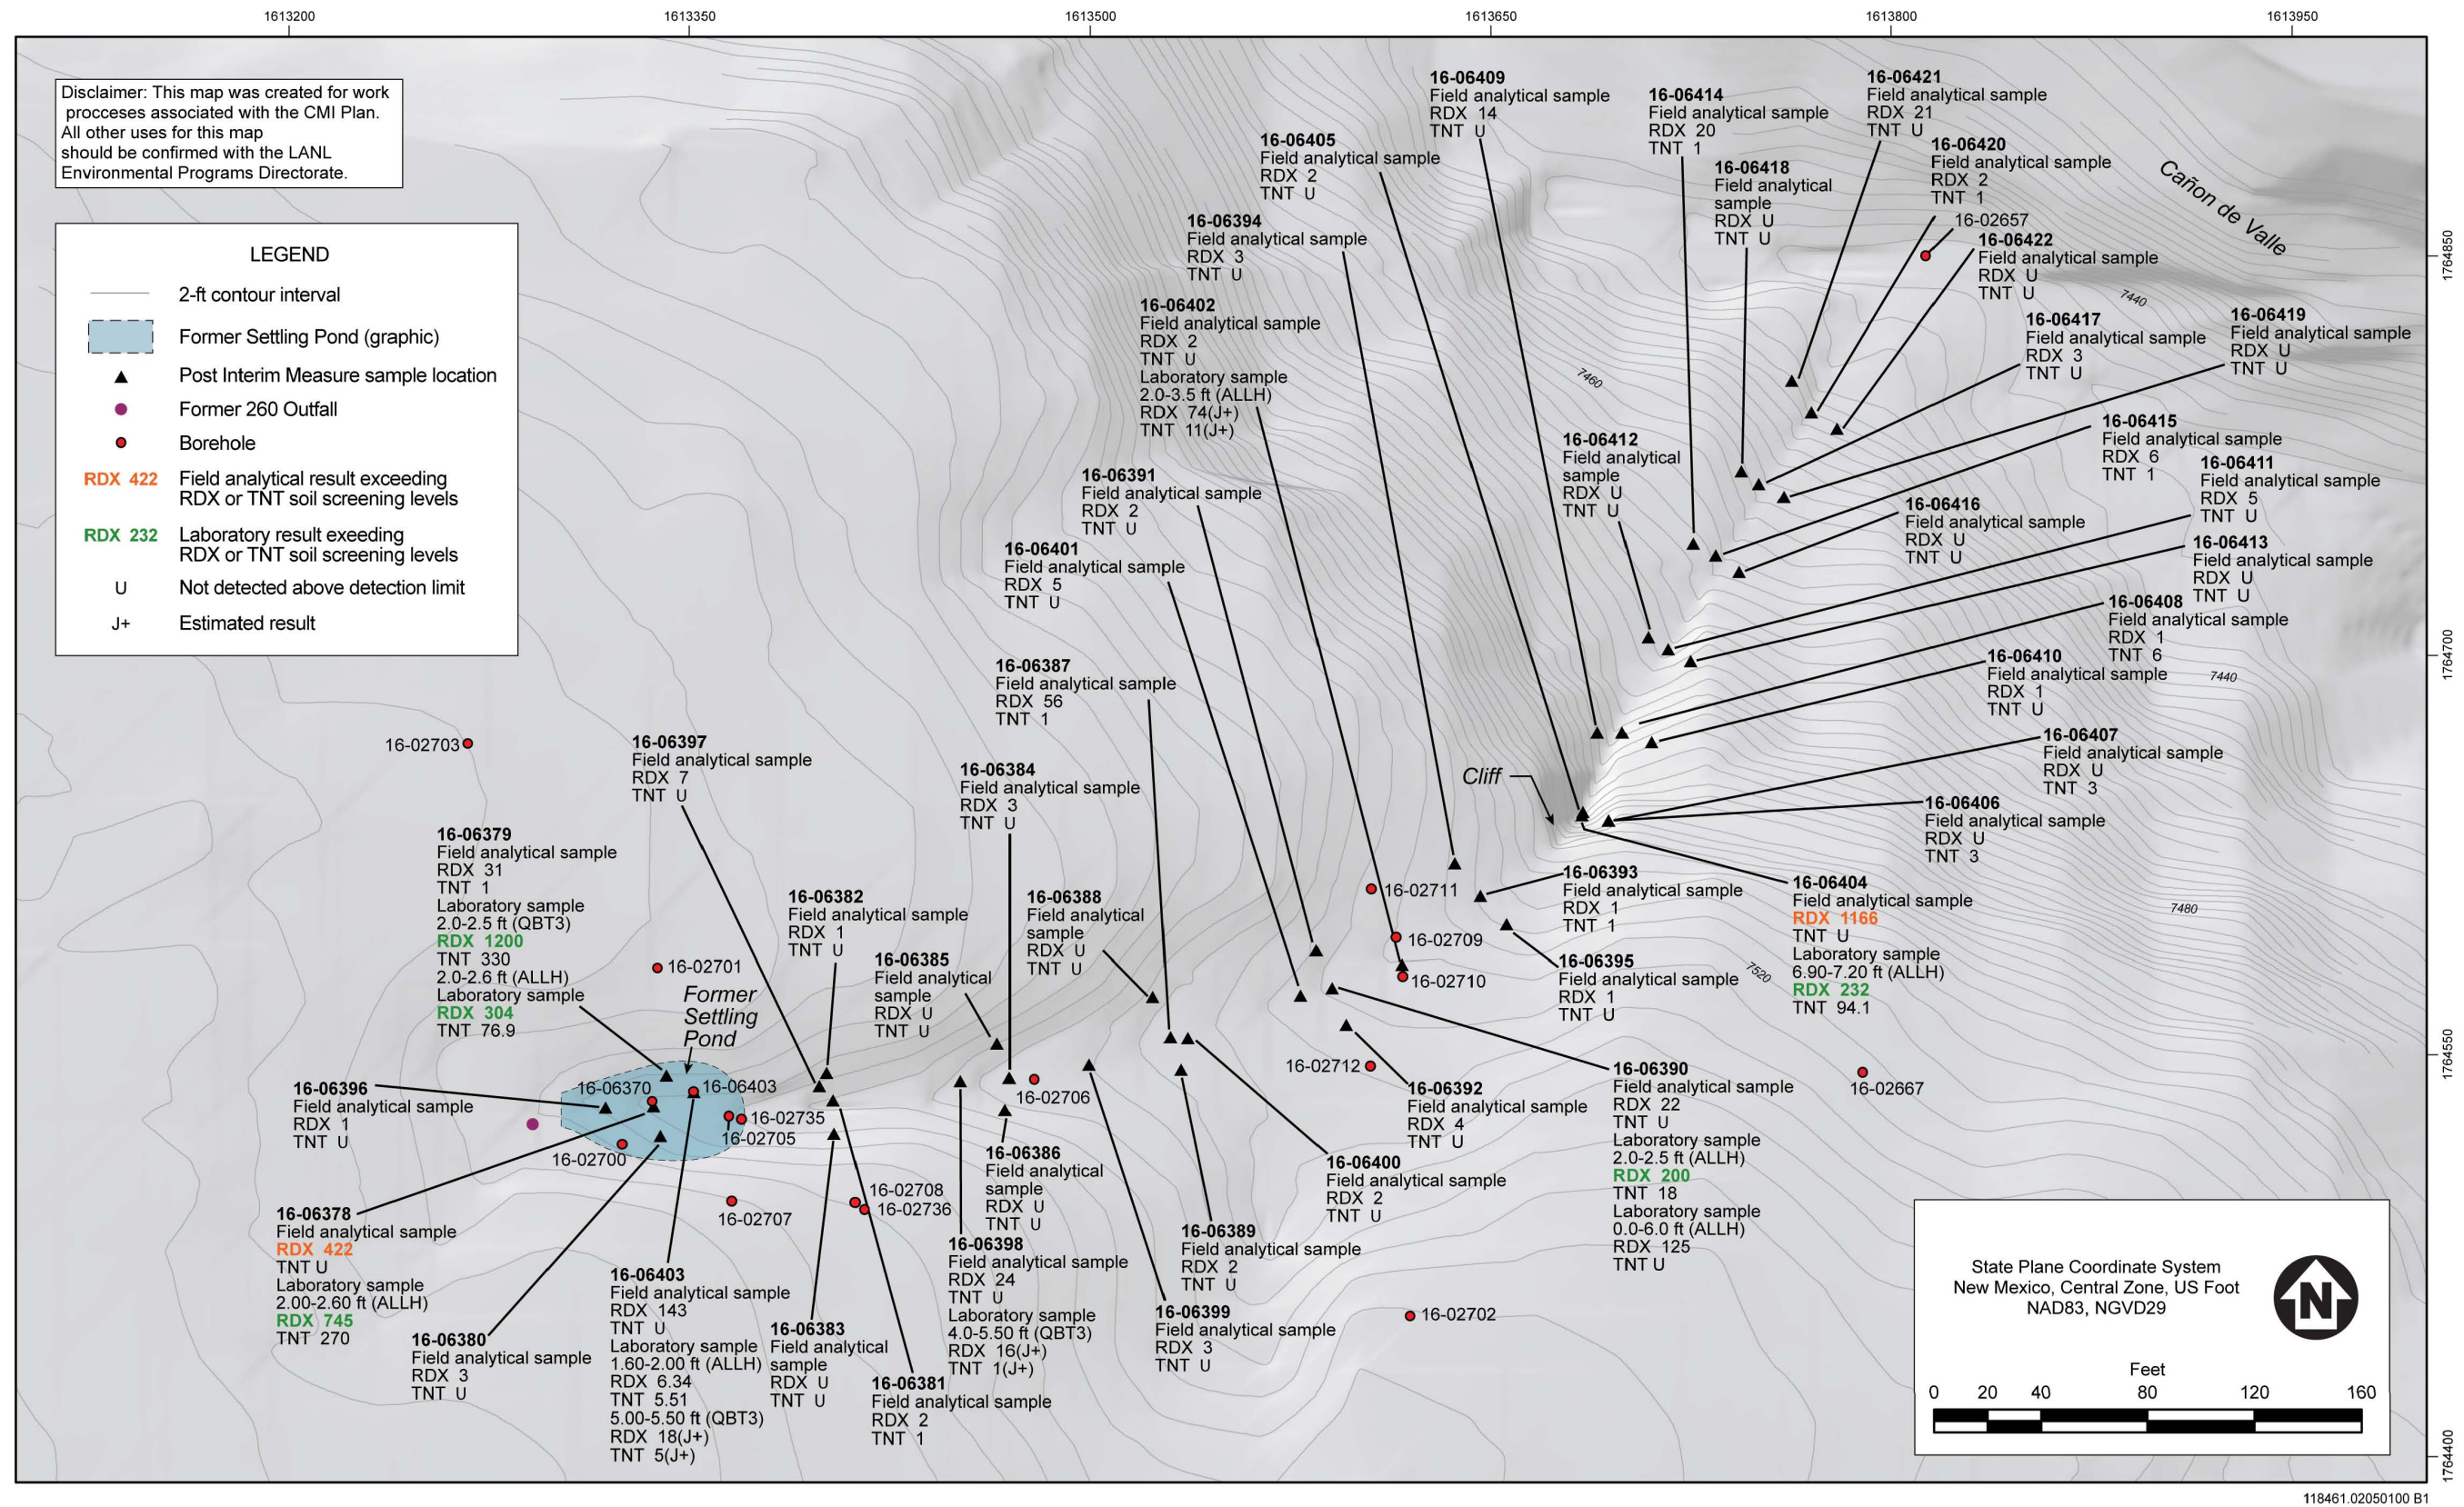 1613200
1613350
1613500
1613650
1613800
1613950
Disclaimer: This map was created for work
procceses associated with the CMI Plan.
All other uses for this map
should be confirmed with the LANL
Environmental Programs Directorate.
LEGEND
2-ft contour interval
Former Settling Pond (graphic)
Post Interim Measure sample location
Former 260 Outfall
Borehole
RDX 422 Field analytical result exceeding
RDX or TNT soil screening levels
RDX 232 Laboratory result exeeding
RDX or TNT soil screening levels
U Not detected above detection limit
J+ Estimated result
16-06409
Field analytical sample
RDX 14
TNT U
16-06405
Field analytical sample
RDX 2
TNT U
16-06394
Field analytical sample
RDX 3
TNT U
16-06402
Field analytical sample
RDX 2
TNT U
Laboratory sample
2.0-3.5 ft (ALLH)
RDX 74(J+)
TNT 11(J+)
16-06391
Field analytical sample
RDX 2
TNT U
16-06401
Field analytical sample
RDX 5
TNT U
16-06387
Field analytical sample
RDX 56
TNT 1
16-06414
Field analytical sample
RDX 20
TNT 1
16-06418
Field analytical
sample
RDX U
TNT U
16-06421
Field analytical sample
RDX 21
TNT U
16-06420
Field analytical sample
RDX 2
TNT 1
16-02657
16-06422
Field analytical sample
RDX U
TNT U
Cañon de Valle
7440
16-06417
Field analytical sample
RDX 3
TNT U
16-06419
Field analytical sample
RDX U
TNT U
7460
16-06412
Field analytical
sample
RDX U
TNT U
16-06415
Field analytical sample
RDX 6
TNT 1
16-06411
Field analytical sample
RDX 5
TNT U
16-06416
Field analytical sample
RDX U
TNT U
16-06413
Field analytical sample
RDX U
TNT U
16-06408
Field analytical sample
RDX 1
TNT 6
16-06410
Field analytical sample
RDX 1
TNT U
7440
16-06407
Field analytical sample
RDX U
TNT 3
16-06406
Field analytical sample
RDX U
TNT 3
Cliff
16-02703
16-06397
Field analytical sample
RDX 7
TNT U
16-06384
Field analytical sample
RDX 3
TNT U
16-06379
Field analytical sample
RDX 31
TNT 1
Laboratory sample
2.0-2.5 ft (QBT3)
RDX 1200
TNT 330
2.0-2.6 ft (ALLH)
Laboratory sample
RDX 304
TNT 76.9
16-06382
Field analytical sample
RDX 1
TNT U
16-06388
Field analytical
sample
RDX U
TNT U
16-06385
Field analytical
sample
RDX U
TNT U
16-02701
Former
Settling
Pond
16-02711
16-02709
16-02710
16-06393
Field analytical sample
RDX 1
TNT 1
16-06395
Field analytical sample
RDX 1
TNT U
16-06404
Field analytical sample
RDX 1166
TNT U
Laboratory sample
6.90-7.20 ft (ALLH)
RDX 232
TNT 94.1
7480
7520
16-06396
Field analytical sample
RDX 1
TNT U
16-06370
16-06403
16-02735
16-02705
16-02700
16-02706
16-02712
16-02667
16-06392
Field analytical sample
RDX 4
TNT U
16-06390
Field analytical sample
RDX 22
TNT U
Laboratory sample
2.0-2.5 ft (ALLH)
RDX 200
TNT 18
Laboratory sample
0.0-6.0 ft (ALLH)
RDX 125
TNT U
16-06386
Field analytical
sample
RDX U
TNT U
16-06400
Field analytical sample
RDX 2
TNT U
16-02707
16-02708
16-02736
16-06378
Field analytical sample
RDX 422
TNT U
Laboratory sample
2.00-2.60 ft (ALLH)
RDX 745
TNT 270
16-06380
Field analytical sample
RDX 3
TNT U
16-06403
Field analytical sample
RDX 143
TNT U
Laboratory sample
1.60-2.00 ft (ALLH)
RDX 6.34
TNT 5.51
5.00-5.50 ft (QBT3)
RDX 18(J+)
TNT 5(J+)
16-06383
Field analytical
sample
RDX U
TNT U
16-06381
Field analytical sample
RDX 2
TNT 1
16-06398
Field analytical sample
RDX 24
TNT U
Laboratory sample
4.0-5.50 ft (QBT3)
RDX 16(J+)
TNT 1(J+)
16-06389
Field analytical sample
RDX 2
TNT U
16-06399
Field analytical sample
RDX 3
TNT U
16-02702
State Plane Coordinate System
New Mexico, Central Zone, US Foot
NAD83, NGVD29
N
Feet
0 20 40 80 120 160
1764850
1764700
1764550
1764400
118461.02050100 B1